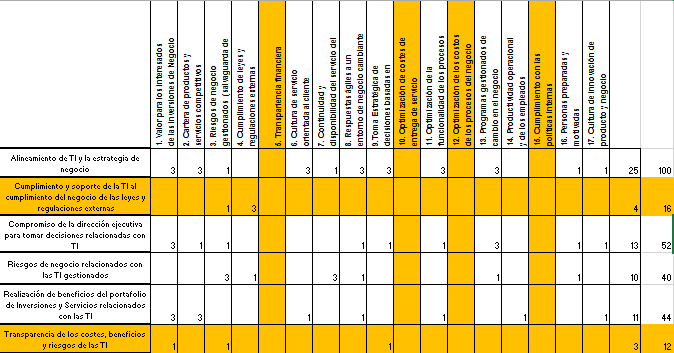 1. Valor para los interesados
de las inversiones de Negocio
2. Cartera de productos y
servicios competitivos
3. Riesgos de negocio
gestionados (salvaguarda de
4. Cumplimiento de leyes y
regulaciones externas
5. Transparencia financiera
6. Cultura de servicio
orientada al cliente
7. Continuidad y
disponibilidad del servicio del
8. Respuestas ágiles a un
entorno de negocio cambiante
9.Toma Estratégica de
decisiones basadas en
10. Optimización de costes de
entrega de servicio
11. Optimización de la
funcionalidad de los procesos
12. Optimización de los costos
de los procesos del negocio
13. Programas gestionados de
cambio en el negocio
14. Productividad operacional
y de los empleados
15. Cumplimiento con las
políticas internas
16. Personas preparadas y
motivadas
17. Cultura de innovación de
producto y negocio
Alineamiento de TI y la estrategia de
negocio 3 3 1 3 1 3 3 3 3 1 1 25 100
Cumplimiento y soporte de la TI al
cumplimiento del negocio de las leyes y
regulaciones externas 1 3 4 16
Compromiso de la dirección ejecutiva
para tomar decisiones relacionadas con
TI 3 1 1 1 1 1 3 1 1 13 52
Riesgos de negocio relacionados
con las TI gestionados 3 1 3 1 1 1 10 40
Realización de beneficios del portafolio
de Inversiones y Servicios relacionados
con las TI 3 3 1 1 1 1 1 11 44
Transparencia de los costes, beneficios
y riesgos de las TI 1 1 1 3 12